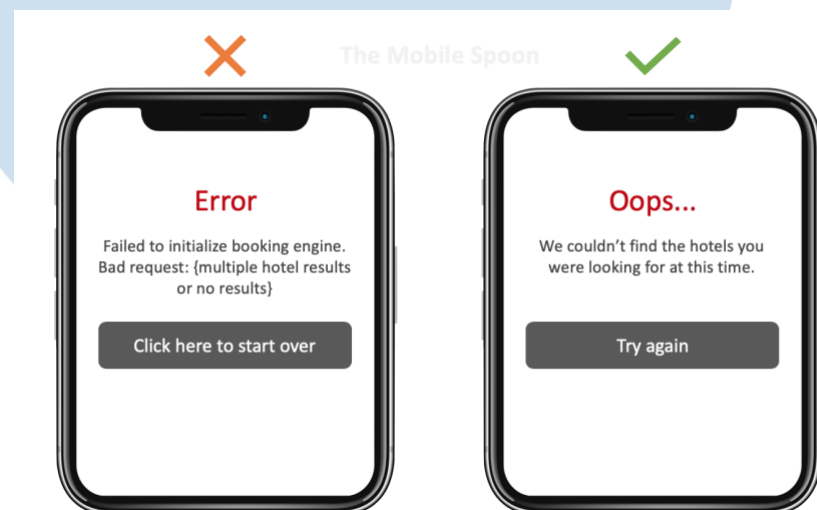 The Mobile Spoon
Error
Failed to initialize booking engine.
Bad request: {multiple hotel results
or no results}
Click here to start over
Oops...
We couldn’t find the hotels you
were looking for at this time.
Try again